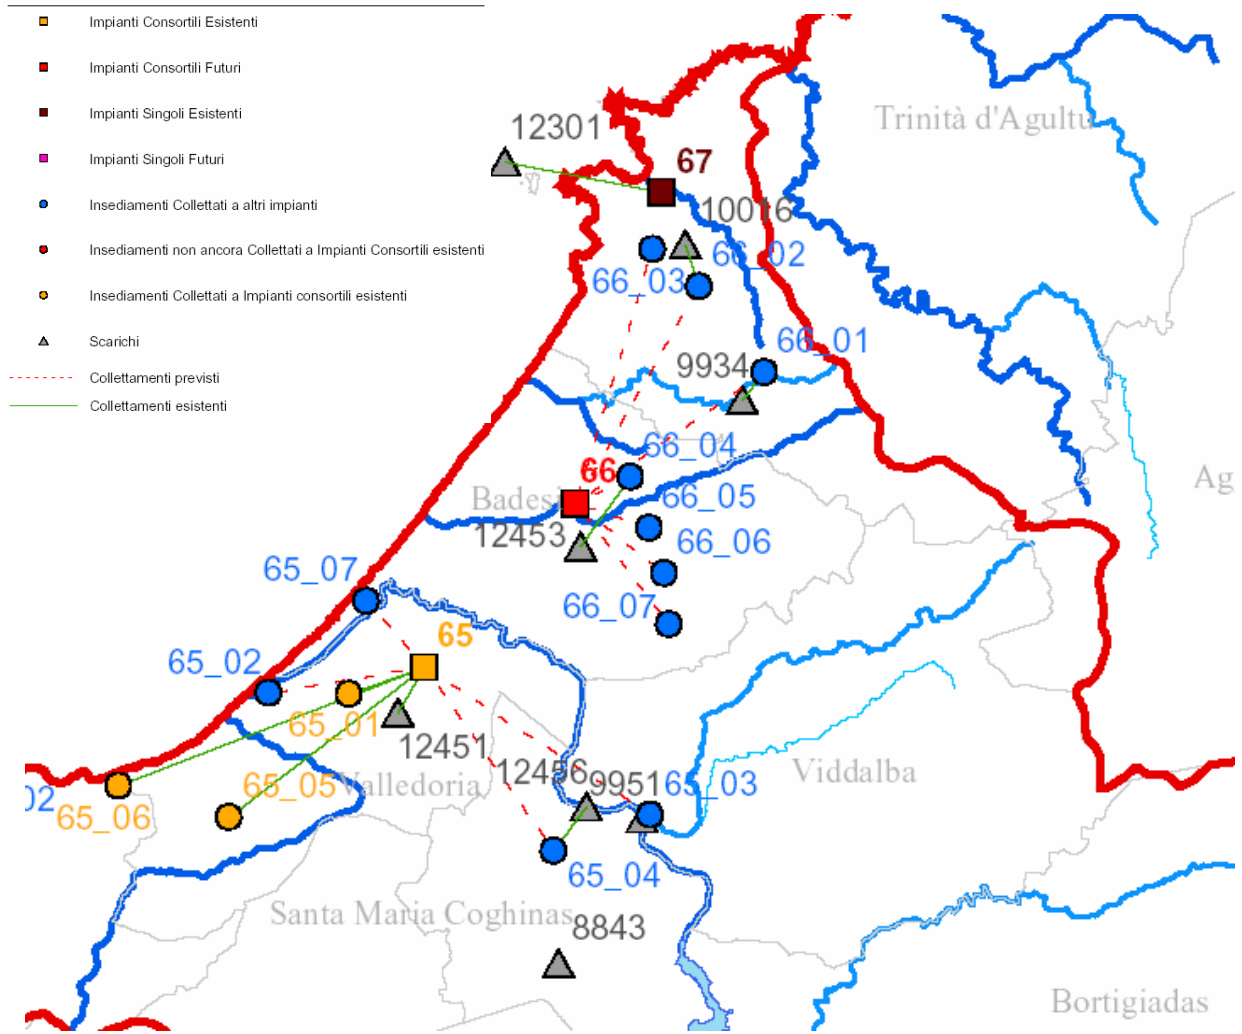 Impianti Consortili Esistenti
Impianti Consortili Futuri
Impianti Singoli Esistenti
Impianti Singoli Futuri
Insediamenti Collettati a altri impianti
Insediamenti non ancora Collettati a Impianti Consortili esistenti
Insediamenti Collettati a Impianti consortili esistenti
Scarichi
Collettamenti previsti
Collettamenti esistenti
Trinità d'Agultu
12301
67
10016
66_02
66_03
66_01
9934
66_04
66
Ag
Badesi
66_05
12453
66_06
65_07
66_07
65
65_02
65_01
12451
12456
9951
65_03
Viddalba
65_05
Valledoria
02
65_06
65_04
Santa Maria Coghinas
8843
Bortigiadas